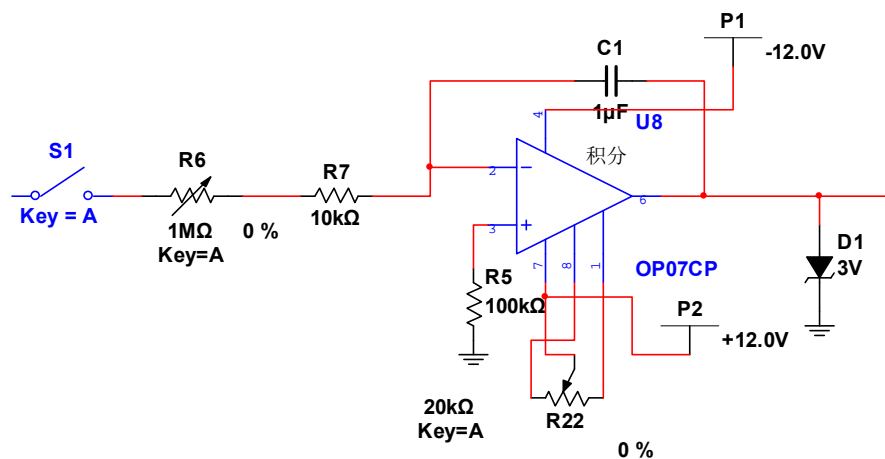 P1
-12.0V
C1
1µF
U8
4
积分
S1
Key = A
R6
1MΩ
Key=A
0 %
R7
10kΩ
2
3
6
7
8
1
OP07CP
R5
100kΩ
D1
3V
P2
+12.0V
20kΩ
Key=A
R22
0 %